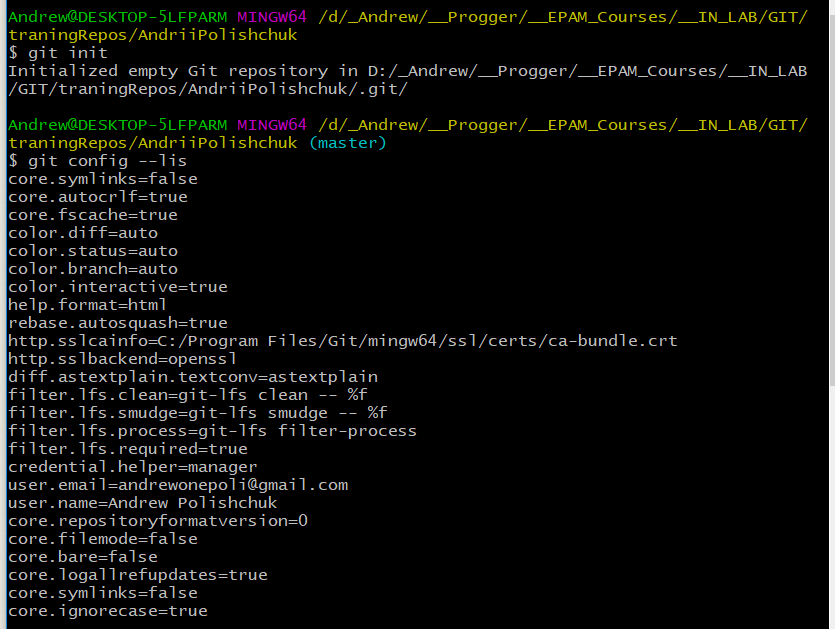 Andrew@DESKTOP-5LFPARM MINGW64 /d/_Andrew/__Progger/__EPAM_Courses/__IN_LAB/GIT/
traningRepos/AndriiPolishchuk
$ git init
Initialized empty Git repository in D:/_Andrew/__Progger/__EPAM_Courses/__IN_LAB
/GIT/traningRepos/AndriiPolishchuk/.git/

Andrew@DESKTOP-5LFPARM MINGW64 /d/_Andrew/__Progger/__EPAM_Courses/__IN_LAB/GIT/
traningRepos/AndriiPolishchuk (master)
$ git config --lis
core.symlinks=false
core.autocrlf=true
core.fscache=true
color.diff=auto
color.status=auto
color.branch=auto
color.interactive=true
help.format=html
rebase.autosquash=true
http.sslcainfo=C:/Program Files/Git/mingw64/ssl/certs/ca-bundle.crt
http.sslbackend=openssl
diff.astextplain.textconv=astextplain
filter.lfs.clean=git-lfs clean -- %f
filter.lfs.smudge=git-lfs smudge -- %f
filter.lfs.process=git-lfs filter-process
filter.lfs.required=true
credential.helper=manager
user.email=andrewonepoli@gmail.com
user.name=Andrew Polishchuk
core.repositoryformatversion=0
core.filemode=false
core.bare=false
core.logallrefupdates=true
core.symlinks=false
core.ignorecase=true